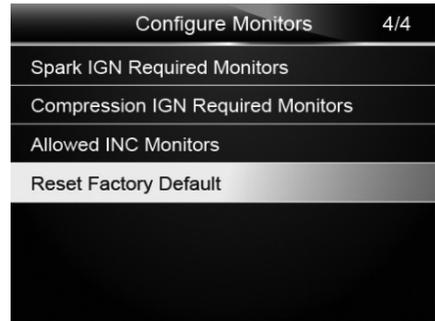 Configure Monitors 4/4
Spark IGN Required Monitors
Compression IGN Required Monitors
Allowed INC Monitors
Reset Factory Default